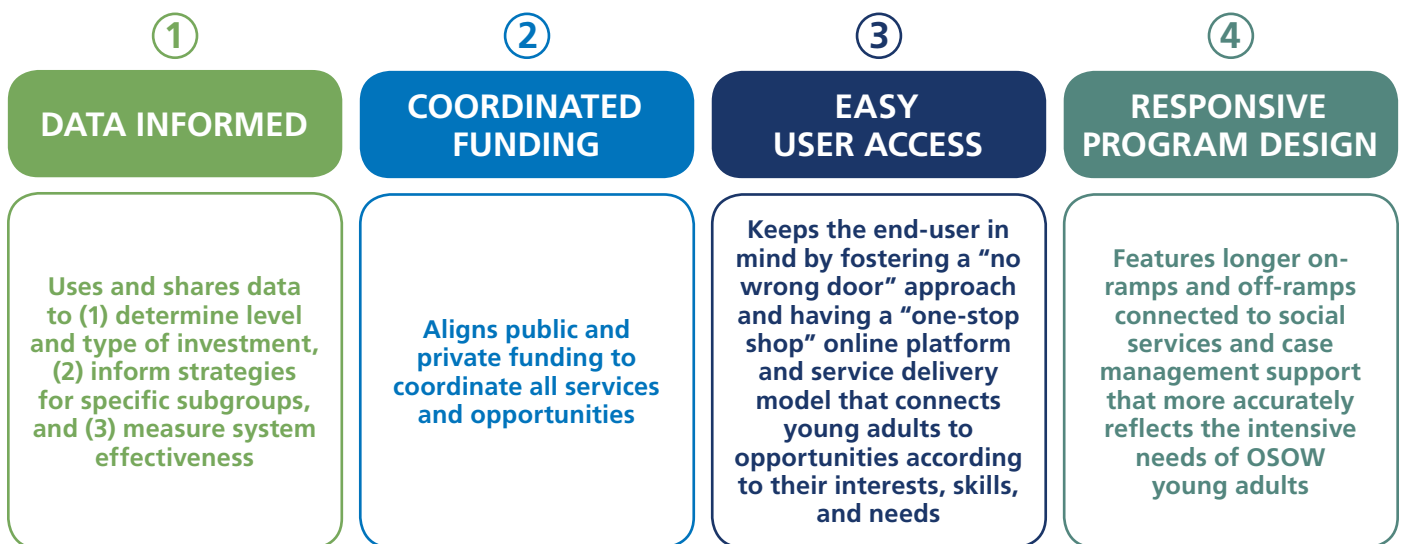 1
DATA INFORMED
Uses and shares data
to (1) determine level
and type of investment,
(2) inform strategies
for specific subgroups,
and (3) measure system
effectiveness
2
COORDINATED
FUNDING
Aligns public and
private funding to
coordinate all services
and opportunities
3
EASY
USER ACCESS
Keeps the end-user in
mind by fostering a “no
wrong door” approach
and having a “one-stop
shop” online platform
and service delivery
model that connects
young adults to
opportunities according
to their interests, skills,
and needs
4
RESPONSIVE
PROGRAM DESIGN
Features longer on-
ramps and off-ramps
connected to social
services and case
management support
that more accurately
reflects the intensive
needs of OSOW
young adults